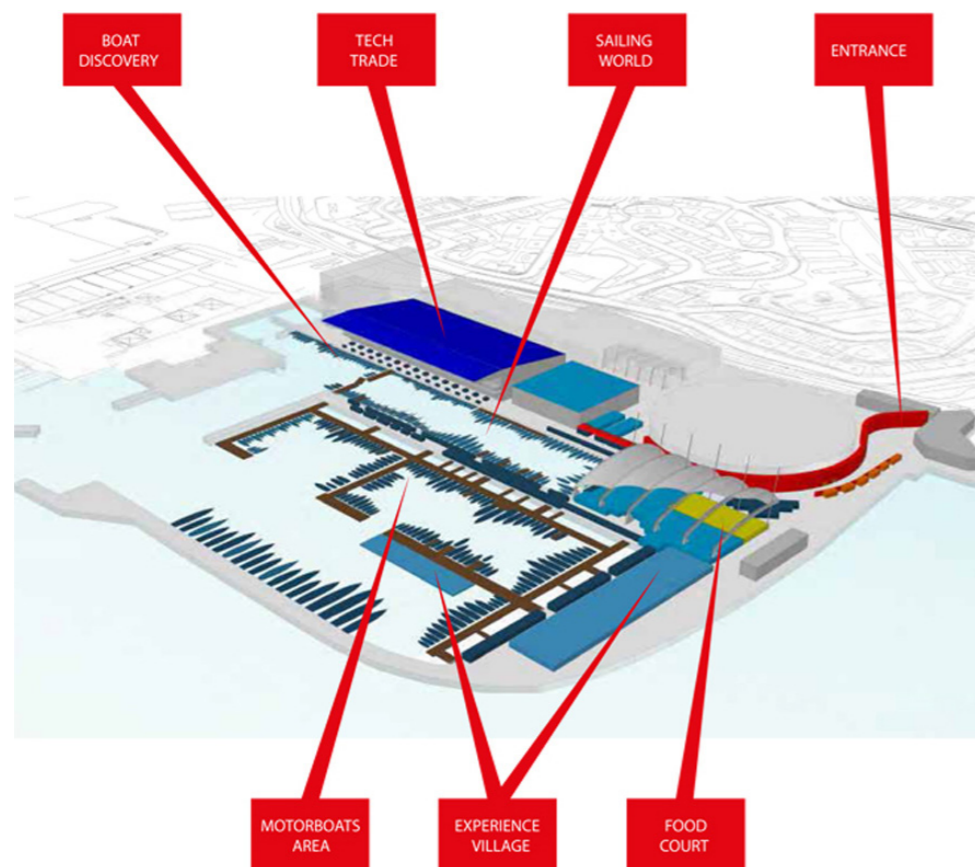 BOAT
DISCOVERY
TECH
TRADE
SAILING
WORLD
ENTRANCE
MOTORBOATS
AREA
EXPERIENCE
VILLAGE
FOOD
COURT